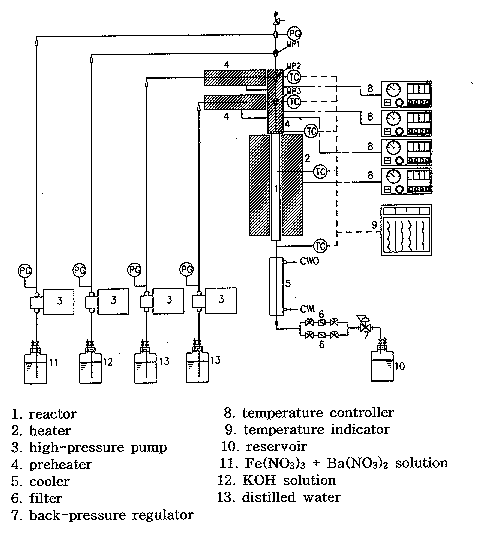 PG
MP1
4
MP2
TC
8
MP3
TC
4
4
TC
8
8
2
TC
8
1
9
TC
CWO
5
PG
PG
PG
PG
3
3
3
3
CWI
6
6
7
11
12
13
13
10
1. reactor
2. heater
3. high-pressure pump
4. preheater
5. cooler
6. filter
7. back-pressure regulator
8. temperature controller
9. temperature indicator
10. reservoir
11. Fe(NO₃)₃ + Ba(NO₃)₂ solution
12. KOH solution
13. distilled water